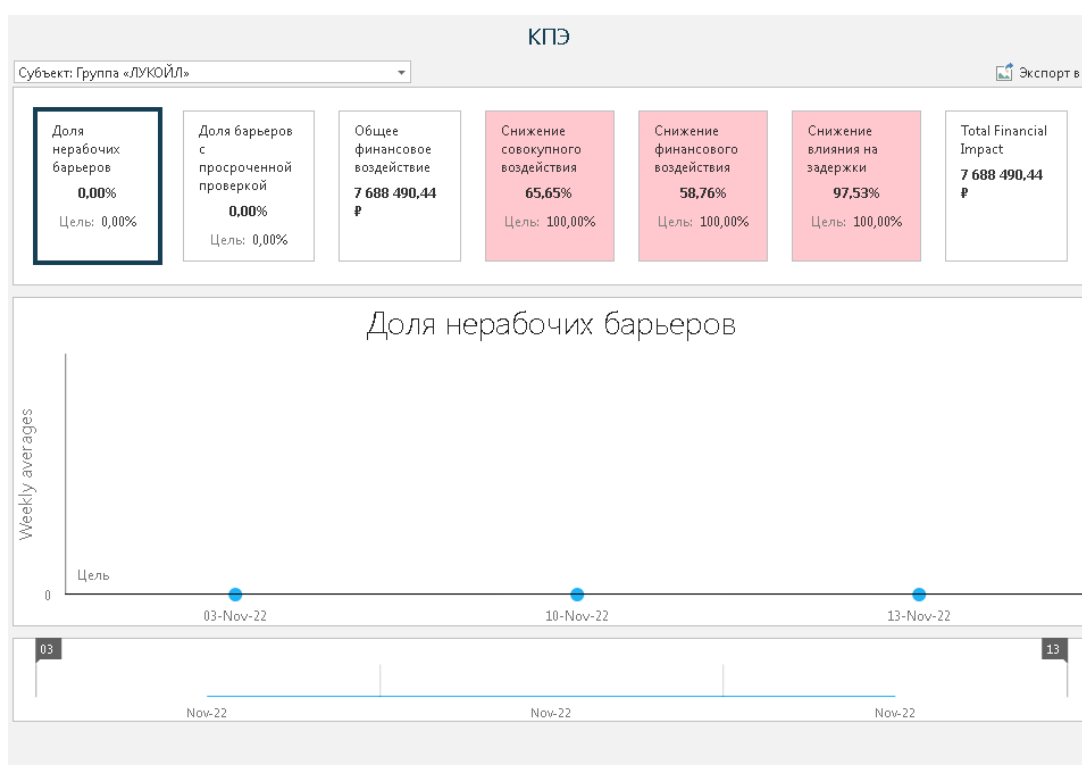 КПЭ
Субъект: Группа «ЛУКОЙЛ»
Экспорт в
Доля
нерабочих
барьеров
0,00%
Цель: 0,00%
Доля барьеров
с
просроченной
проверкой
0,00%
Цель: 0,00%
Общее
финансовое
воздействие
7 688 490,44
₽
Снижение
совокупного
воздействия
65,65%
Цель: 100,00%
Снижение
финансового
воздействия
58,76%
Цель: 100,00%
Снижение
влияния на
задержки
97,53%
Цель: 100,00%
Total Financial
Impact
7 688 490,44
₽
Доля нерабочих барьеров
Weekly averages
Цель
0
03-Nov-22
10-Nov-22
13-Nov-22
03
13
Nov-22
Nov-22
Nov-22